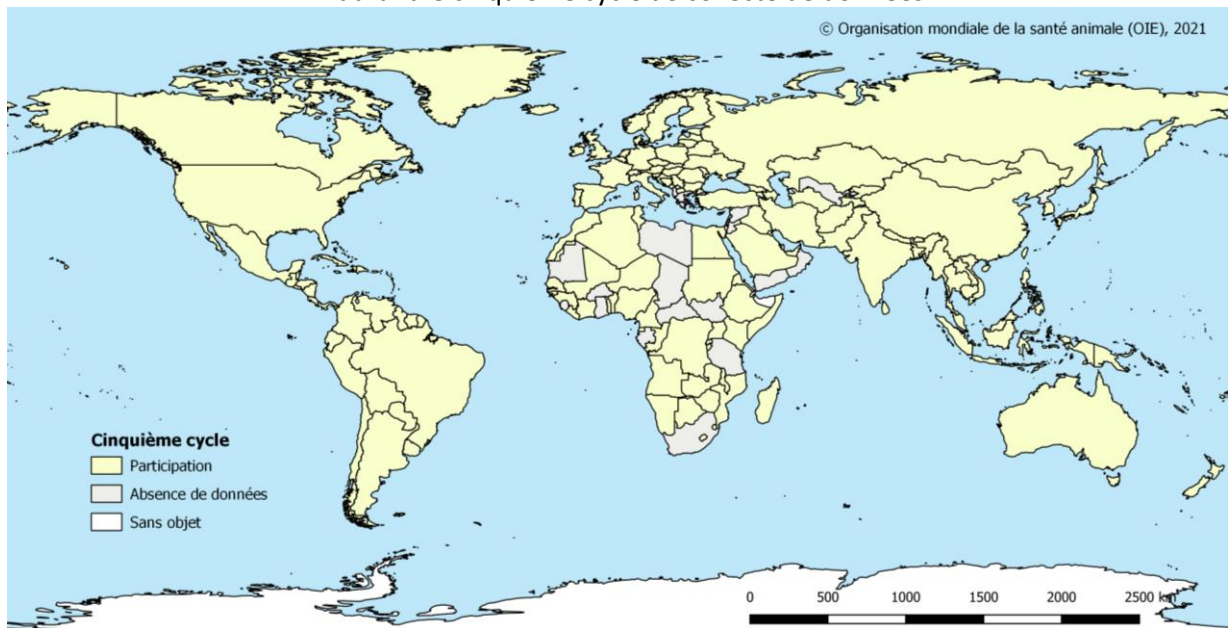 © Organisation mondiale de la santé animale (OIE), 2021
Cinquième cycle
Participation
Absence de données
Sans objet
0 500 1000 1500 2000 2500 km